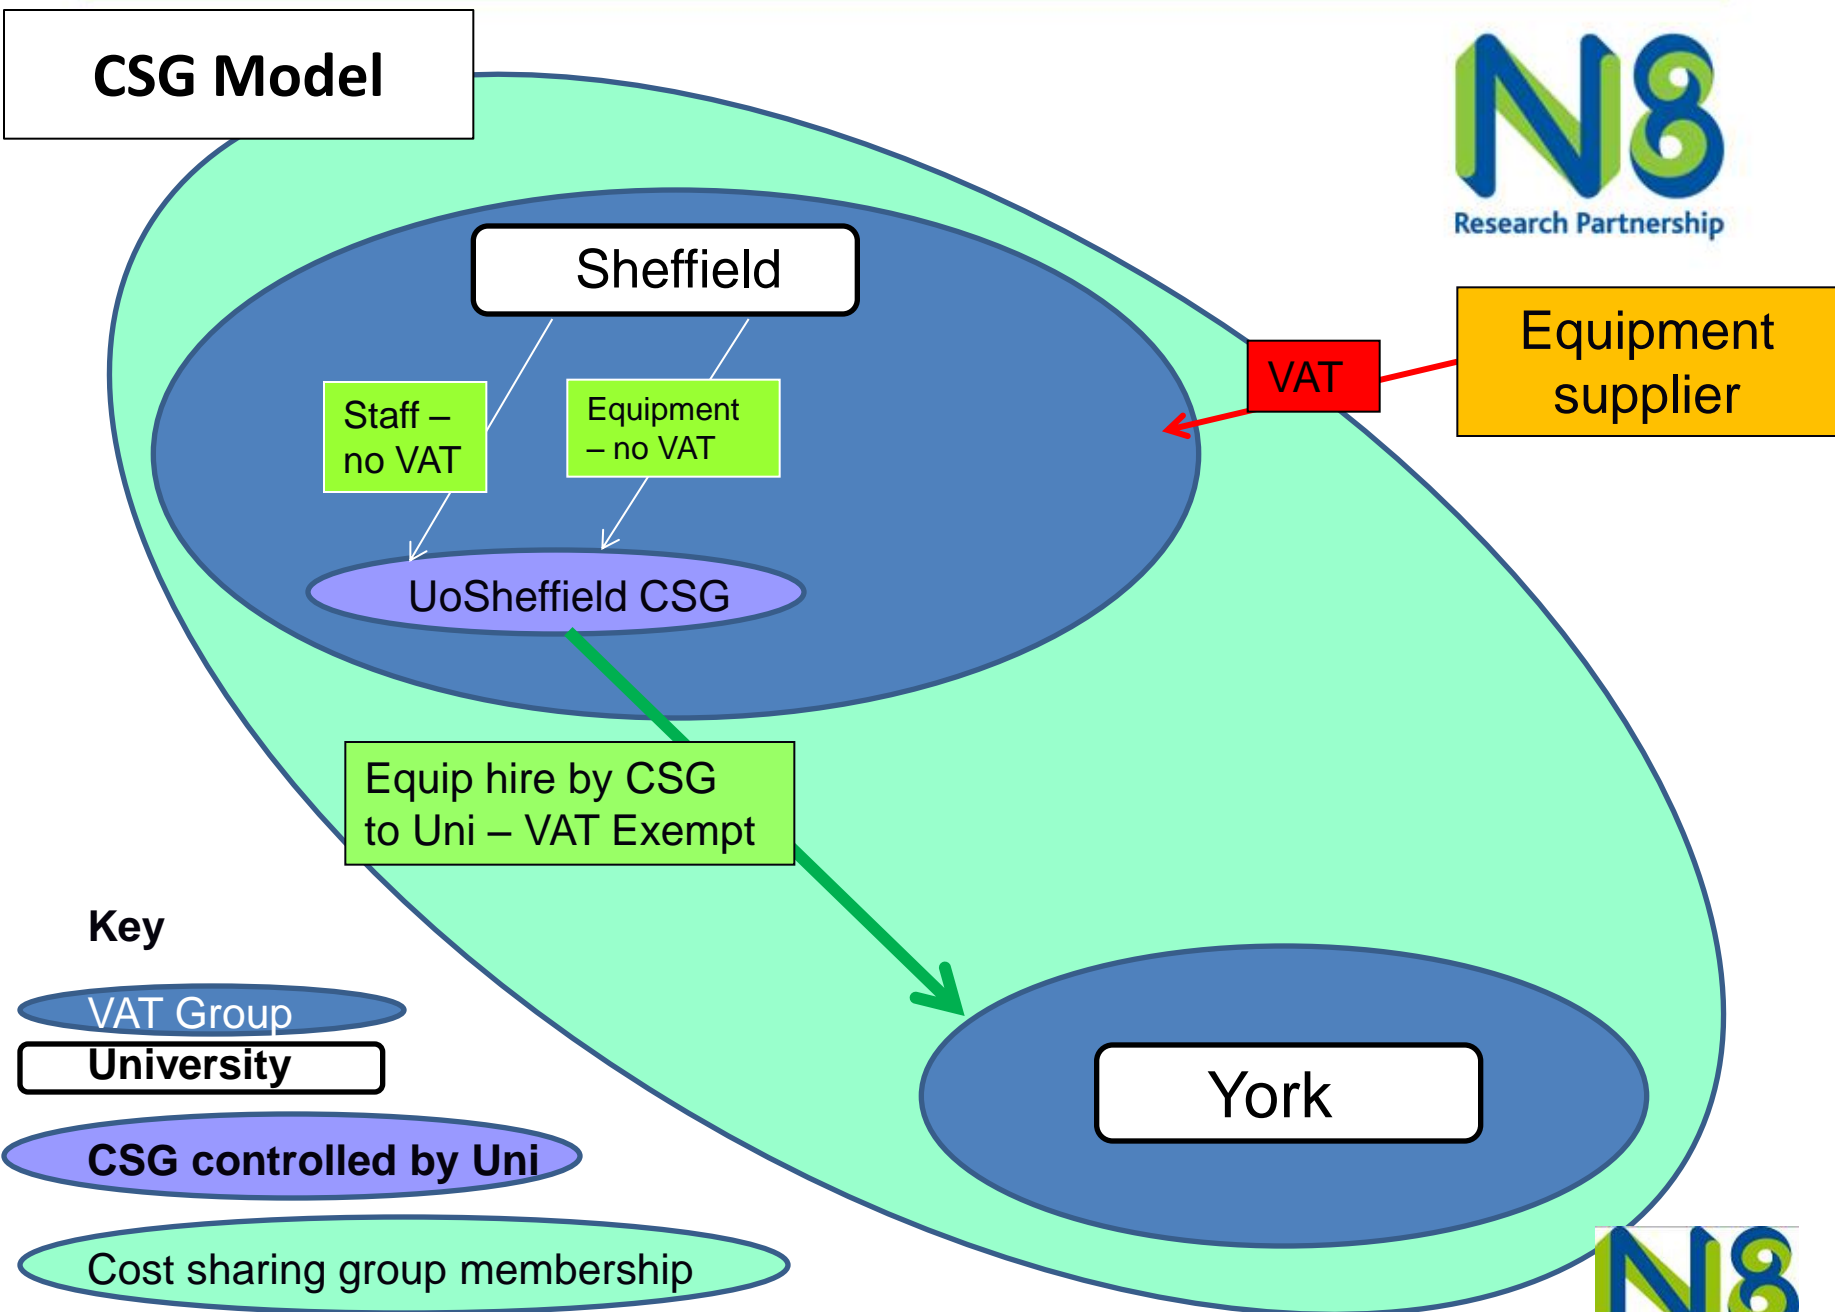 CSG Model
N8
Research Partnership
Sheffield
Equipment
supplier
VAT
Staff –
no VAT
Equipment
– no VAT
UoSheffield CSG
Equip hire by CSG
to Uni – VAT Exempt
York
Key
VAT Group
University
CSG controlled by Uni
Cost sharing group membership
N8